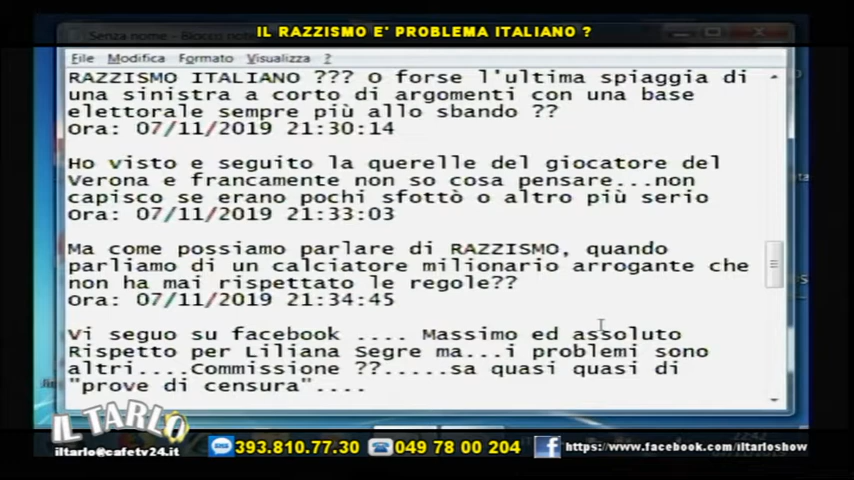 IL RAZZISMO E' PROBLEMA ITALIANO ?
Senza nome - Blocco note
File Modifica Formato Visualizza ?
RAZZISMO ITALIANO ??? O forse l'ultima spiaggia di
una sinistra a corto di argomenti con una base
elettorale sempre più allo sbando ??
Ora: 07/11/2019 21:30:14
Ho visto e seguito la querelle del giocatore del
Verona e francamente non so cosa pensare...non
capisco se erano pochi sfottò o altro più serio
Ora: 07/11/2019 21:33:03
Ma come possiamo parlare di RAZZISMO, quando
parliamo di un calciatore milionario arrogante che
non ha mai rispettato le regole??
Ora: 07/11/2019 21:34:45
Vi seguo su facebook .... Massimo ed assoluto
Rispetto per Liliana Segre ma...i problemi sono
altri....Commissione ??.....sa quasi quasi di
"prove di censura"....
IL TARLO
iltarlo@cafetv24.it
SMS 393.810.77.30 049 78 00 204 f https://www.facebook.com/iltarloshow